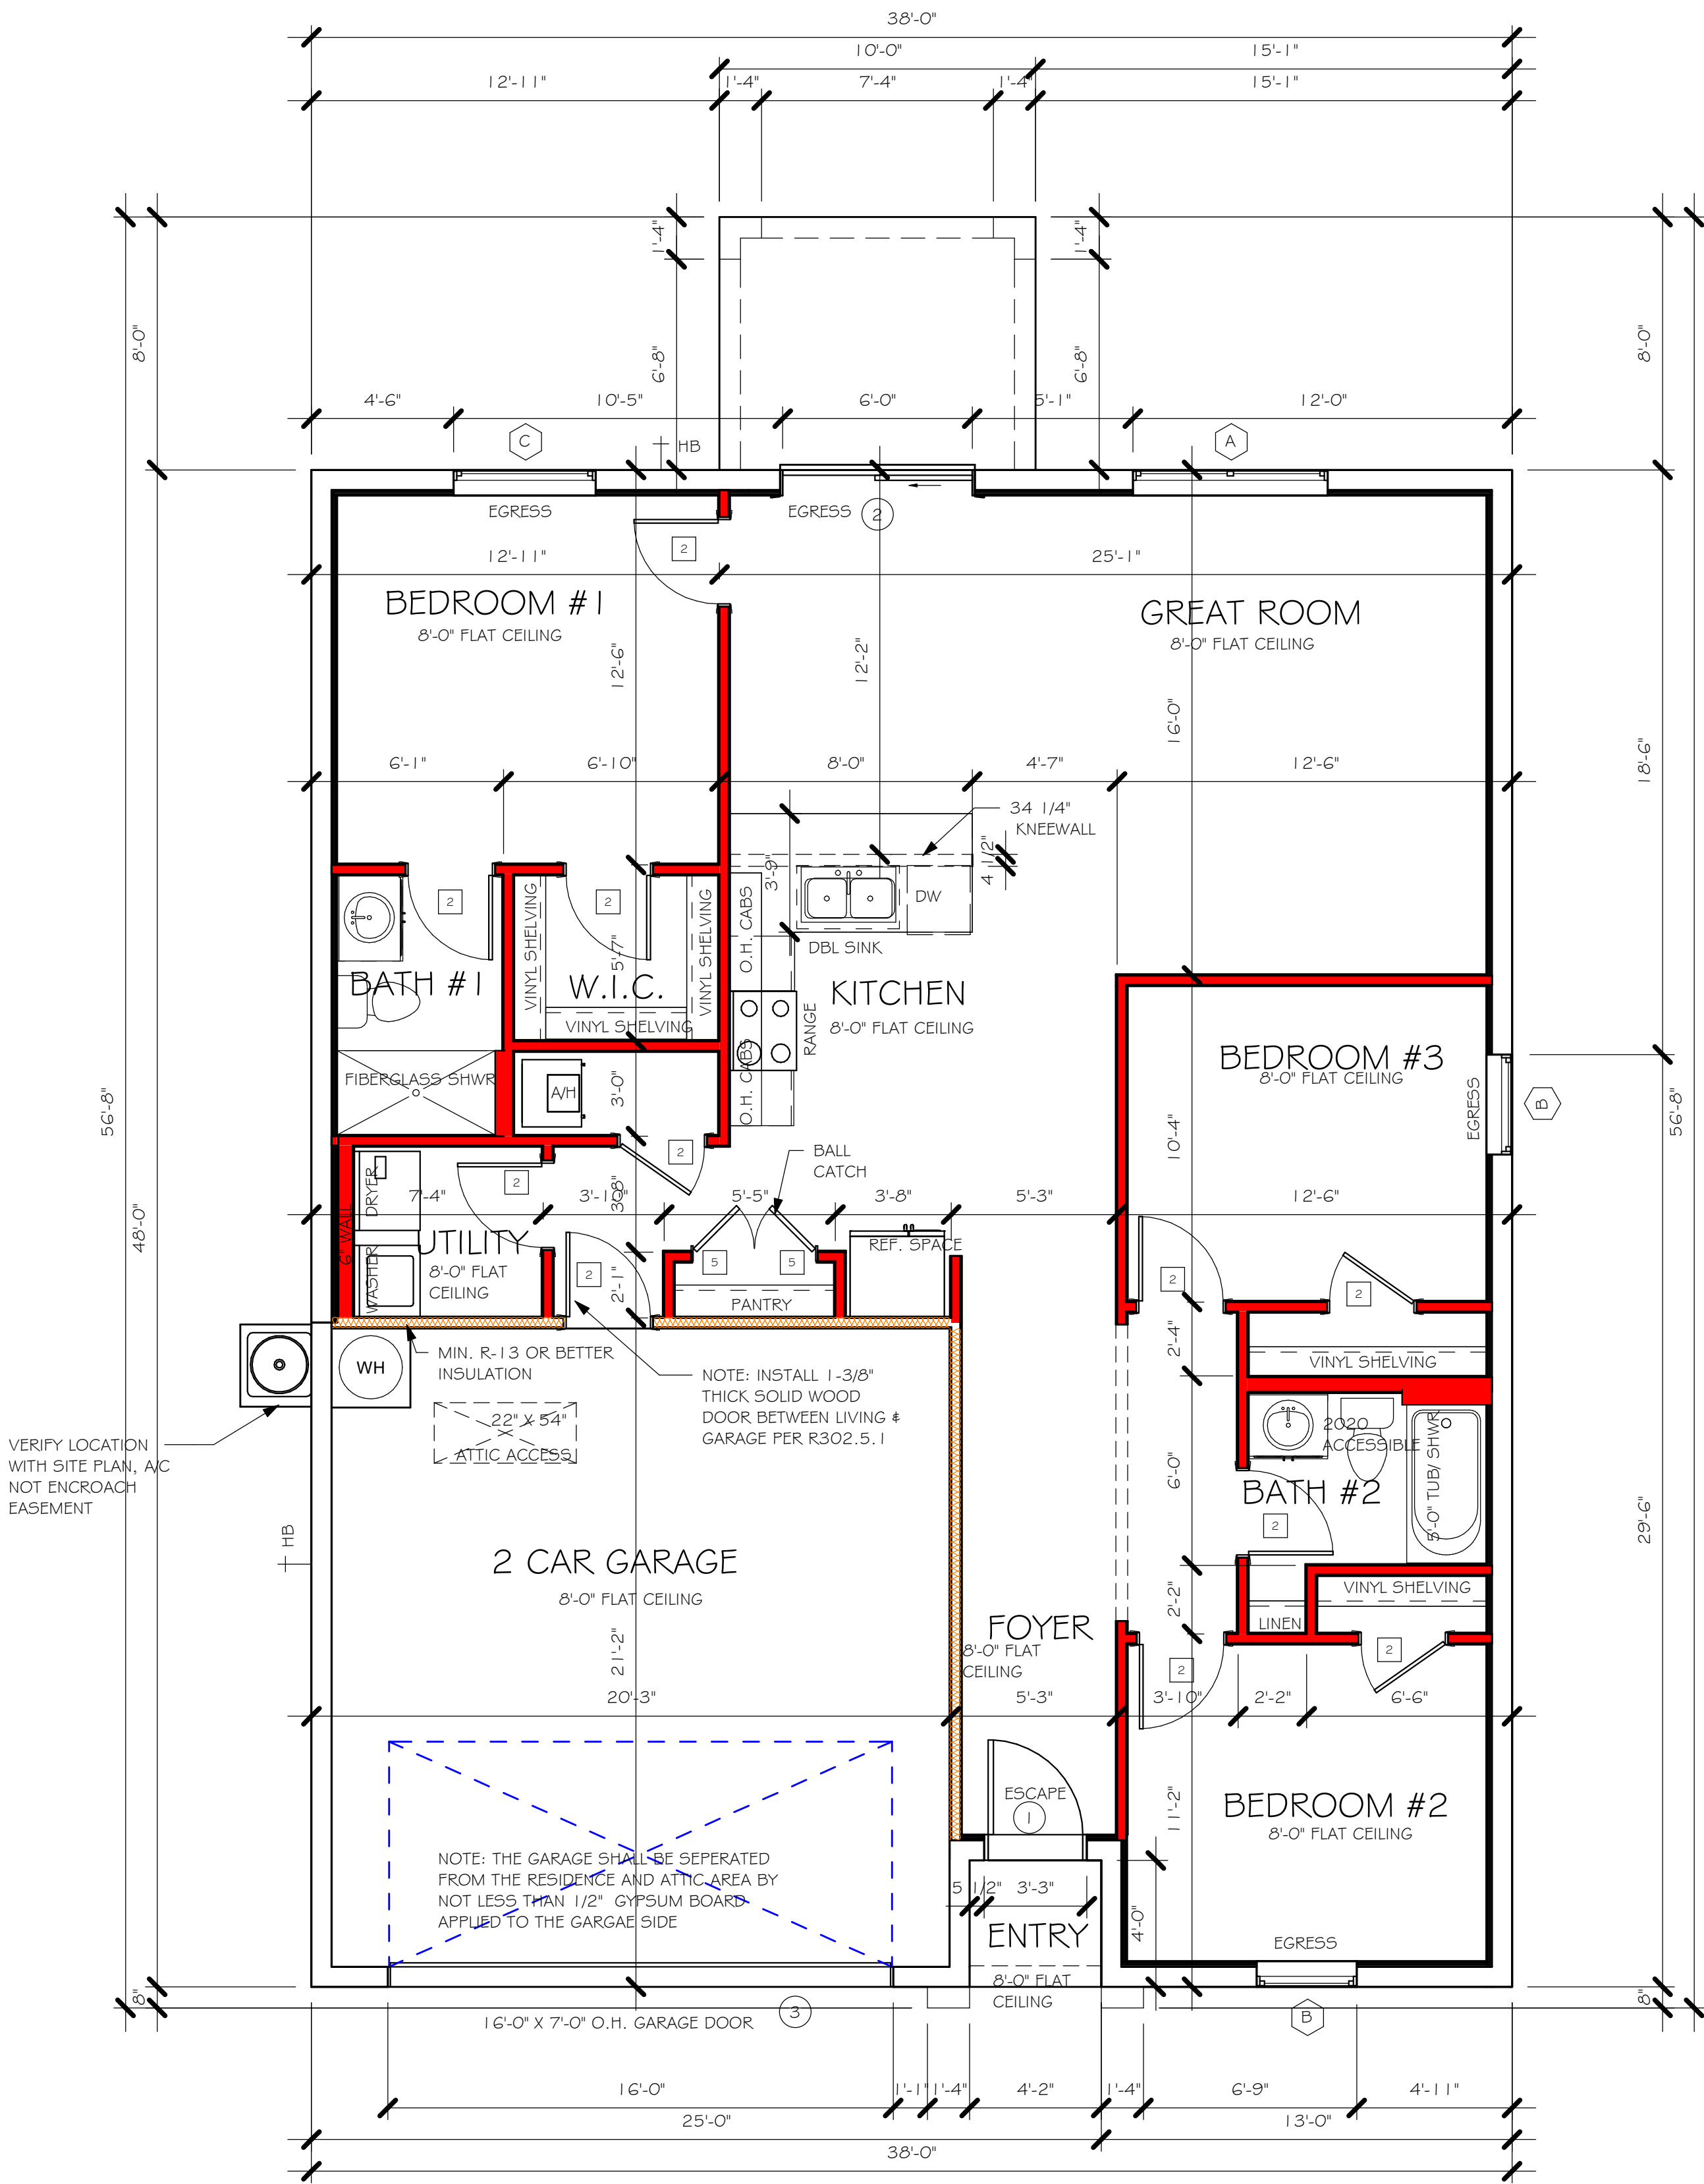 38'-0"
10'-0" 15'-1"
12'-11" 1'-4" 7'-4" 1'-4" 15'-1"
1'-4" 1'-4"
8'-0" 6'-8" 6'-8" 8'-0"
4'-6" 10'-5" 6'-0" 5'-1" 12'-0"
C HB A
EGRESS EGRESS 2
2
12'-11" 25'-1"
BEDROOM #1
8'-0" FLAT CEILING
GREAT ROOM
8'-0" FLAT CEILING
12'-6" 12'-2" 16'-0" 18'-6"
6'-1" 6'-10" 8'-0" 4'-7" 12'-6"
34 1/4"
KNEEWALL
3'-9" 4 1/2"
2 2 DW
VINYL SHELVING 5'-7" VINYL SHELVING O.H. CABS
DBL SINK
BATH #1 W.I.C. KITCHEN
VINYL SHELVING 8'-0" FLAT CEILING
RANGE
O.H. CABS
BEDROOM #3
8'-0" FLAT CEILING
FIBERGLASS SHWR
A/H 3'-0"
EGRESS B
56'-8" 56'-8"
10'-4"
2
BALL
CATCH
DRYER 2
7'-4" 3'-10" 3'-8" 5'-5" 3'-8" 5'-3" 12'-6"
48'-0"
6" WALL
UTILITY
8'-0" FLAT
CEILING
WASHER
REF. SPACE
2 5 5 2 2
2'-1" PANTRY
MIN. R-13 OR BETTER
INSULATION
WH
2'-4" VINYL SHELVING
NOTE: INSTALL 1-3/8"
THICK SOLID WOOD
DOOR BETWEEN LIVING &
GARAGE PER R302.5.1
22" X 54"
ATTIC ACCESS
VERIFY LOCATION
WITH SITE PLAN, A/C
NOT ENCROACH
EASEMENT
2020
ACCESSIBLE
5'-0" TUB/ SHWR
6'-0"
BATH #2
2
29'-6"
HB
2 CAR GARAGE
8'-0" FLAT CEILING
2'-2" VINYL SHELVING
LINEN
FOYER
8'-0" FLAT
CEILING
21'-2"
2 2
20'-3" 5'-3" 3'-10" 2'-2" 6'-6"
ESCAPE
1
11'-2"
BEDROOM #2
8'-0" FLAT CEILING
NOTE: THE GARAGE SHALL BE SEPERATED
FROM THE RESIDENCE AND ATTIC AREA BY
NOT LESS THAN 1/2" GYPSUM BOARD
APPLIED TO THE GARGAE SIDE
5 1/2" 3'-3"
4'-0"
ENTRY
8'-0" FLAT
CEILING
EGRESS
8" 8"
16'-0" X 7'-0" O.H. GARAGE DOOR 3 B
16'-0" 1'-1" 1'-4" 4'-2" 1'-4" 6'-9" 4'-11"
25'-0" 13'-0"
38'-0"